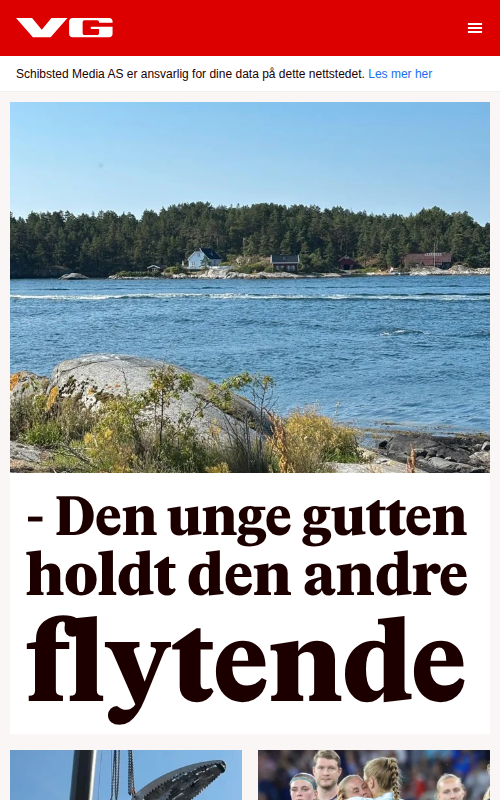 VG
Schibsted Media AS er ansvarlig for dine data på dette nettstedet. Les mer her
- Den unge gutten
holdt den andre
flytende